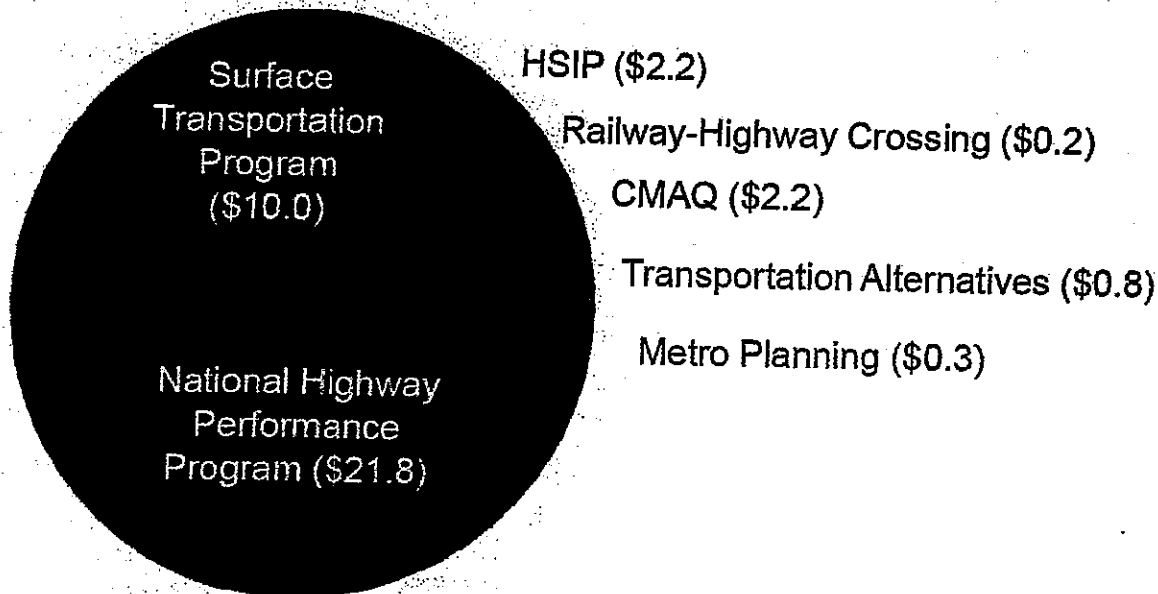 Surface
Transportation
Program
($10.0)
HSIP ($2.2)
Railway-Highway Crossing ($0.2)
CMAQ ($2.2)
Transportation Alternatives ($0.8)
Metro Planning ($0.3)
National Highway
Performance
Program ($21.8)